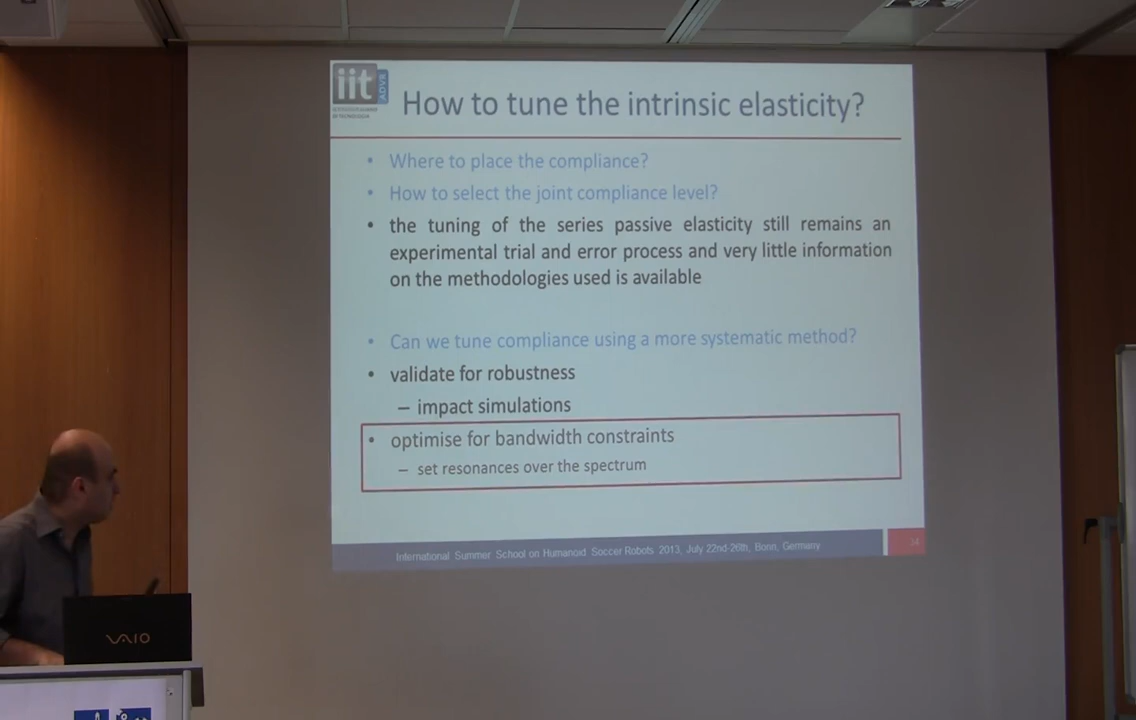 iit
ADVR
How to tune the intrinsic elasticity?
• Where to place the compliance?
• How to select the joint compliance level?
• the tuning of the series passive elasticity still remains an
experimental trial and error process and very little information
on the methodologies used is available
• Can we tune compliance using a more systematic method?
• validate for robustness
– impact simulations
• optimise for bandwidth constraints
– set resonances over the spectrum
International Summer School on Humanoid Soccer Robots 2013, July 22nd-26th, Bonn, Germany
34
VAIO